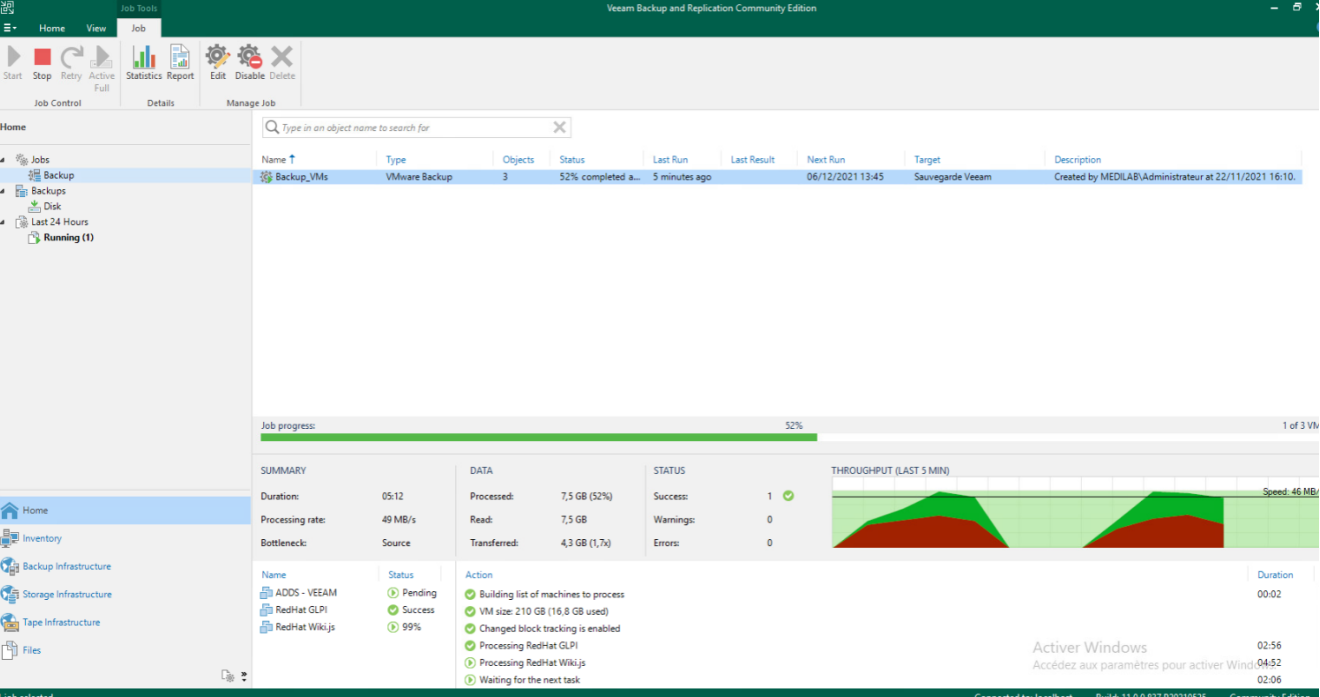 Job Tools Veeam Backup and Replication Community Edition
Home View Job
Start Stop Retry Active Full Statistics Report Edit Disable Delete
Job Control Details Manage Job
Home
Type in an object name to search for
Jobs
Backup
Backups
Disk
Last 24 Hours
Running (1)
Name Type Objects Status Last Run Last Result Next Run Target Description
Backup_VMs VMware Backup 3 52% completed a... 5 minutes ago 06/12/2021 13:45 Sauvegarde Veeam Created by MEDILAB\Administrateur at 22/11/2021 16:10.
Job progress: 52% 1 of 3 VM
SUMMARY DATA STATUS THROUGHPUT (LAST 5 MIN)
Duration: 05:12 Processed: 7,5 GB (52%) Success: 1 Speed: 46 MB/
Processing rate: 49 MB/s Read: 7,5 GB Warnings: 0
Bottleneck: Source Transferred: 4,3 GB (1,7x) Errors: 0
Home
Inventory
Backup Infrastructure
Storage Infrastructure
Tape Infrastructure
Files
Name Status Action Duration
ADDS - VEEAM Pending
RedHat GLPI Success
RedHat Wiki.js 99%
Building list of machines to process 00:02
VM size: 210 GB (16,8 GB used)
Changed block tracking is enabled
Processing RedHat GLPI 02:56
Processing RedHat Wiki.js 04:52
Waiting for the next task 02:06
Activer Windows
Accédez aux paramètres pour activer Windows
1 job selected Connected to: localhost Community Edition